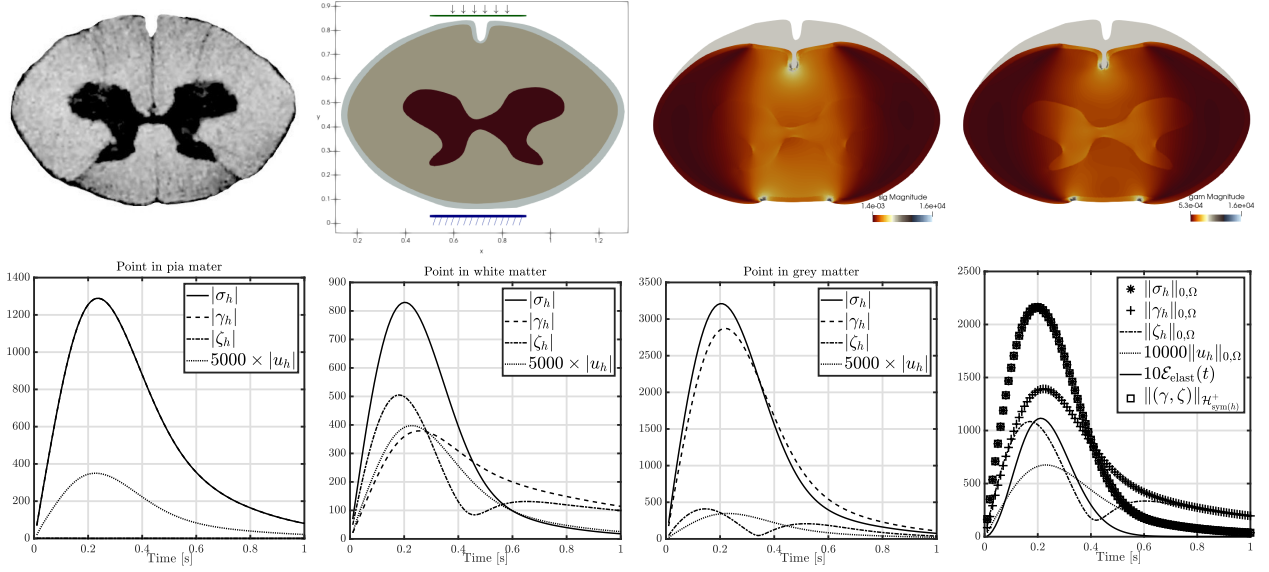 0.9
0.8
0.7
0.6
0.5
0.4
0.3
0.2
0.1
0
y
0.2 0.4 0.6 0.8 1 1.2
x
sig Magnitude
1.4e-03 1.6e+04
gam Magnitude
5.3e-04 1.6e+04
Point in pia mater
1400
1200
1000
800
600
400
200
0
0 0.2 0.4 0.6 0.8 1
Time [s]
|σ_h|
|γ_h|
|ζ_h|
5000 × |u_h|
Point in white matter
900
800
700
600
500
400
300
200
100
0
0 0.2 0.4 0.6 0.8 1
Time [s]
|σ_h|
|γ_h|
|ζ_h|
5000 × |u_h|
Point in grey matter
3500
3000
2500
2000
1500
1000
500
0
0 0.2 0.4 0.6 0.8 1
Time [s]
|σ_h|
|γ_h|
|ζ_h|
5000 × |u_h|
2500
2000
1500
1000
500
0
0 0.2 0.4 0.6 0.8 1
Time [s]
‖σ_h‖_{0,Ω}
‖γ_h‖_{0,Ω}
‖ζ_h‖_{0,Ω}
10000‖u_h‖_{0,Ω}
10ℰ_{elast}(t)
‖(γ, ζ)‖_{ℋ^+_{sym(h)}}